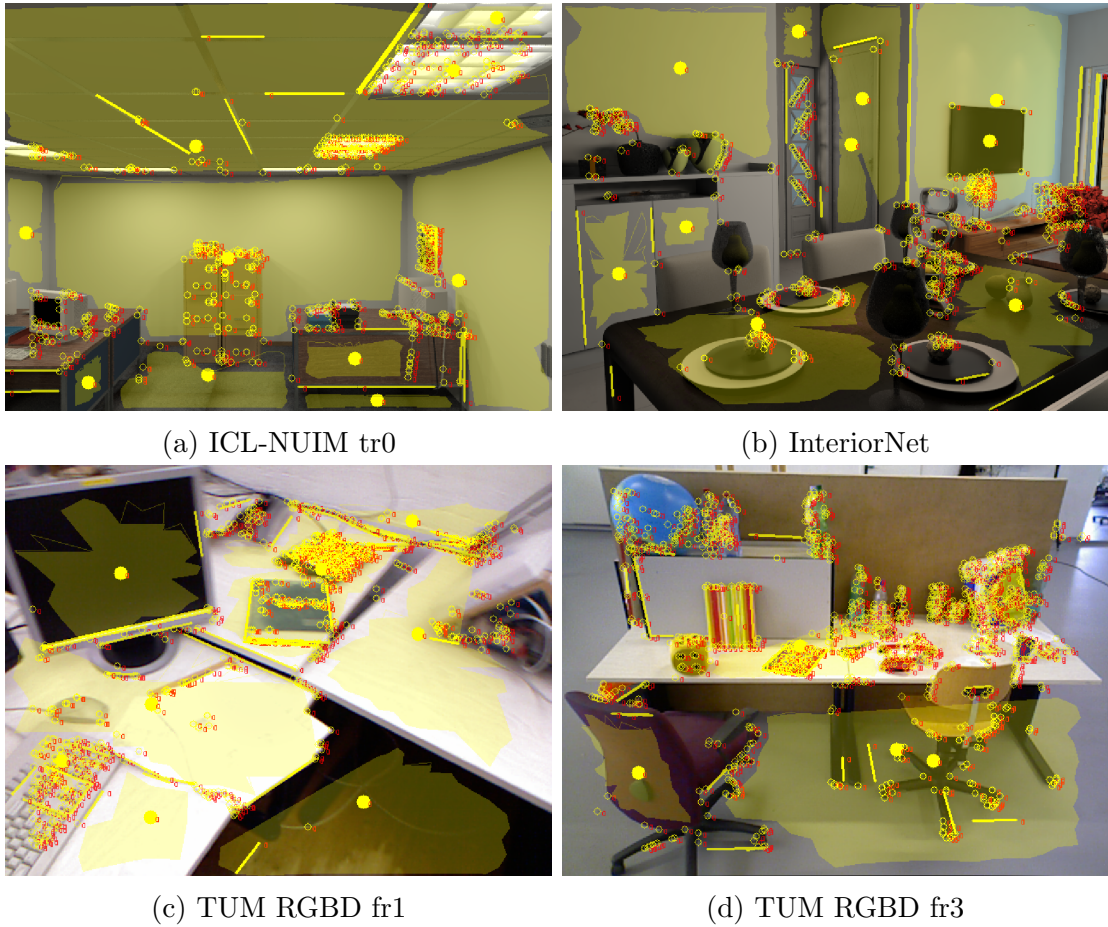 (a) ICL-NUIM tr0
(b) InteriorNet
(c) TUM RGBD fr1
(d) TUM RGBD fr3